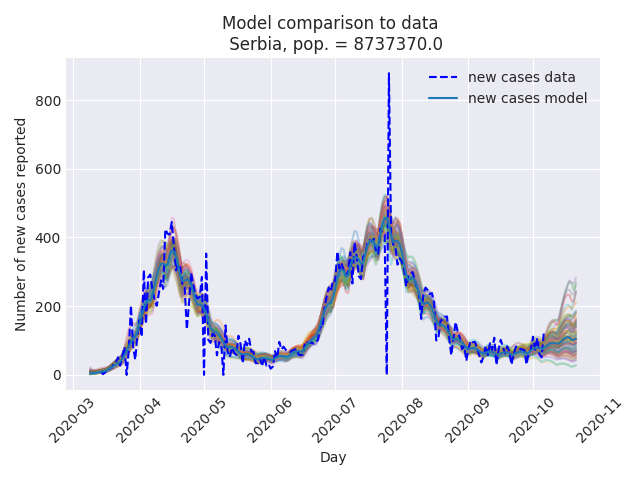 Model comparison to data
Serbia, pop. = 8737370.0
new cases data
new cases model
Number of new cases reported
800
600
400
200
0
2020-03
2020-04
2020-05
2020-06
2020-07
2020-08
2020-09
2020-10
2020-11
Day